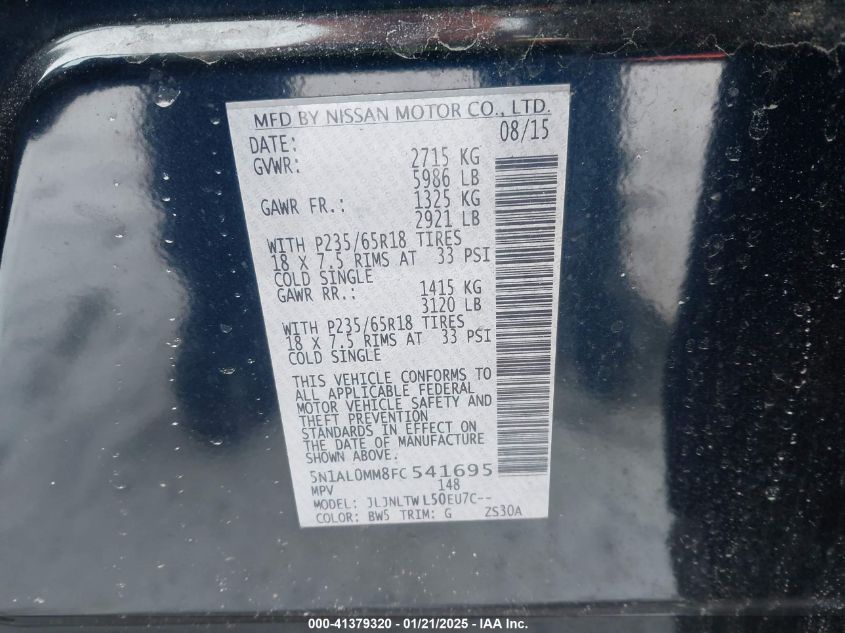 MFD BY NISSAN MOTOR CO., LTD.
DATE: 08/15
GVWR: 2715 KG
5986 LB
GAWR FR.: 1325 KG
2921 LB
WITH P235/65R18 TIRES
18 X 7.5 RIMS AT 33 PSI
COLD SINGLE
GAWR RR.: 1415 KG
3120 LB
WITH P235/65R18 TIRES
18 X 7.5 RIMS AT 33 PSI
COLD SINGLE
THIS VEHICLE CONFORMS TO
ALL APPLICABLE FEDERAL
MOTOR VEHICLE SAFETY AND
THEFT PREVENTION
STANDARDS IN EFFECT ON
THE DATE OF MANUFACTURE
SHOWN ABOVE.
5N1AL0MM8FC 541695
MPV 148
MODEL: JLJNLTW L50EU7C--
COLOR: BW5 TRIM: G ZS30A
000-41379320 / 01/21/2025 / IAA Inc.